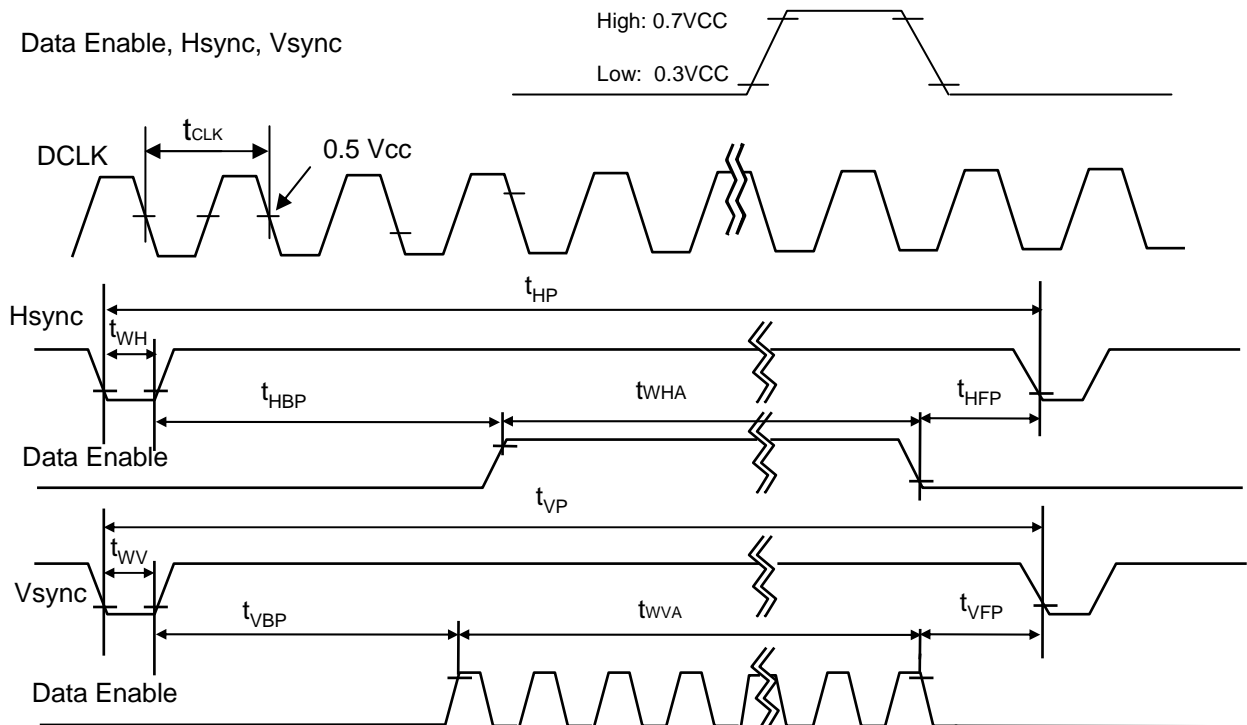 High: 0.7VCC
Data Enable, Hsync, Vsync
Low: 0.3VCC
tCLK
DCLK
0.5 Vcc
tHP
Hsync
tWH
tHBP
tWHA
tHFP
Data Enable
tVP
tWV
Vsync
tVBP
tWVA
tVFP
Data Enable